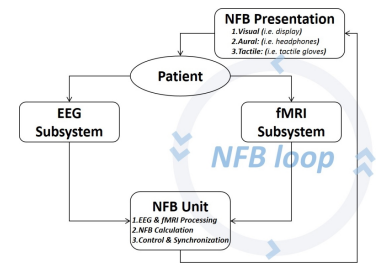 NFB Presentation
1.Visual (i.e. display)
2.Aural: (i.e. headphones)
3.Tactile: (i.e. tactile gloves)
Patient
EEG
Subsystem
fMRI
Subsystem
NFB loop
NFB Unit
1.EEG & fMRI Processing
2.NFB Calculation
3.Control & Synchronization